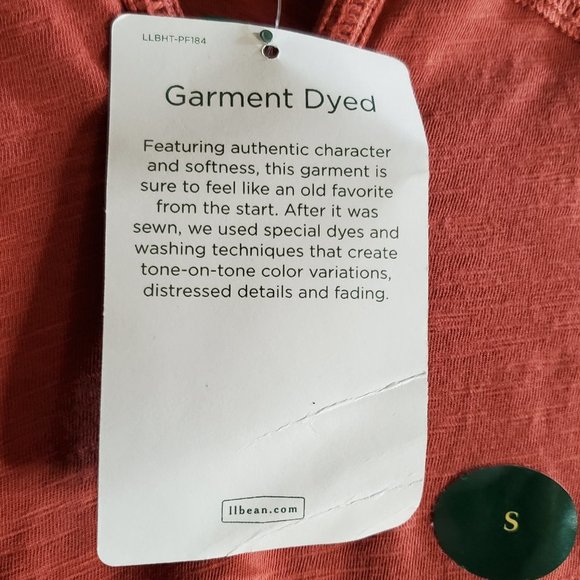 LLBHT-PF184
Garment Dyed
Featuring authentic character
and softness, this garment is
sure to feel like an old favorite
from the start. After it was
sewn, we used special dyes and
washing techniques that create
tone-on-tone color variations,
distressed details and fading.
llbean.com
S